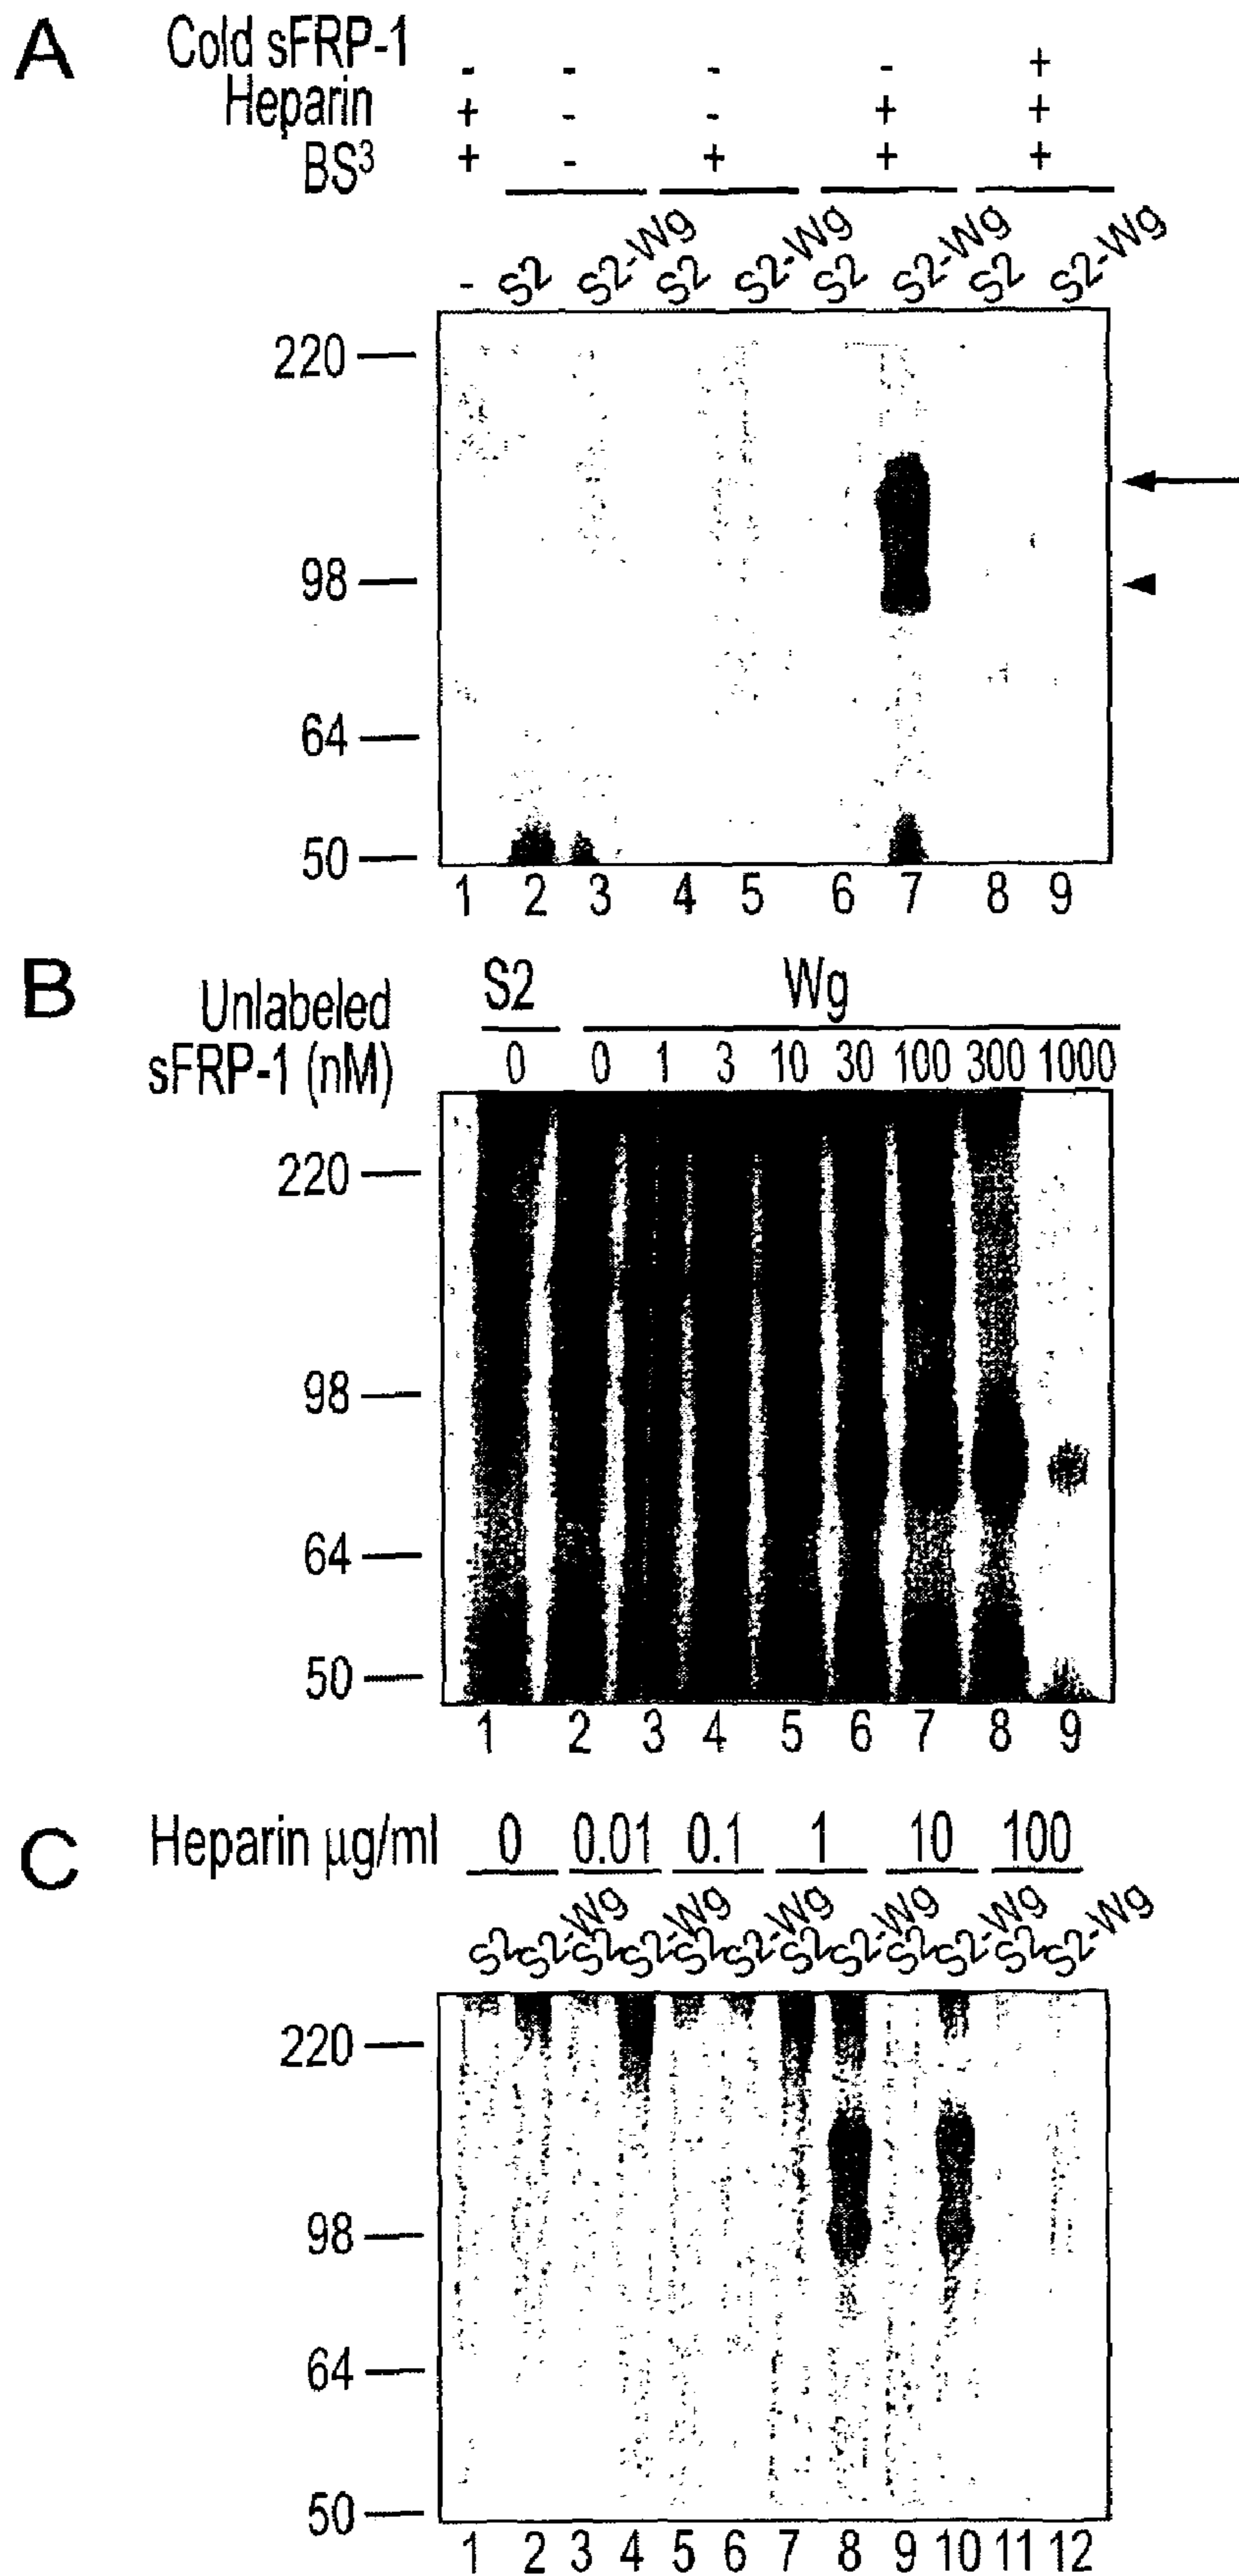 A
Cold sFRP-1 - - - - +
Heparin + - - + +
BS³ + - + + +
- S2 S2-Wg S2 S2-Wg S2 S2-Wg S2 S2-Wg
220
98
64
50
1 2 3 4 5 6 7 8 9
B
S2 Wg
Unlabeled
sFRP-1 (nM) 0 0 1 3 10 30 100 300 1000
220
98
64
50
1 2 3 4 5 6 7 8 9
C
Heparin µg/ml 0 0.01 0.1 1 10 100
S2 S2-Wg S2 S2-Wg S2 S2-Wg S2 S2-Wg S2 S2-Wg S2 S2-Wg
220
98
64
50
1 2 3 4 5 6 7 8 9 10 11 12